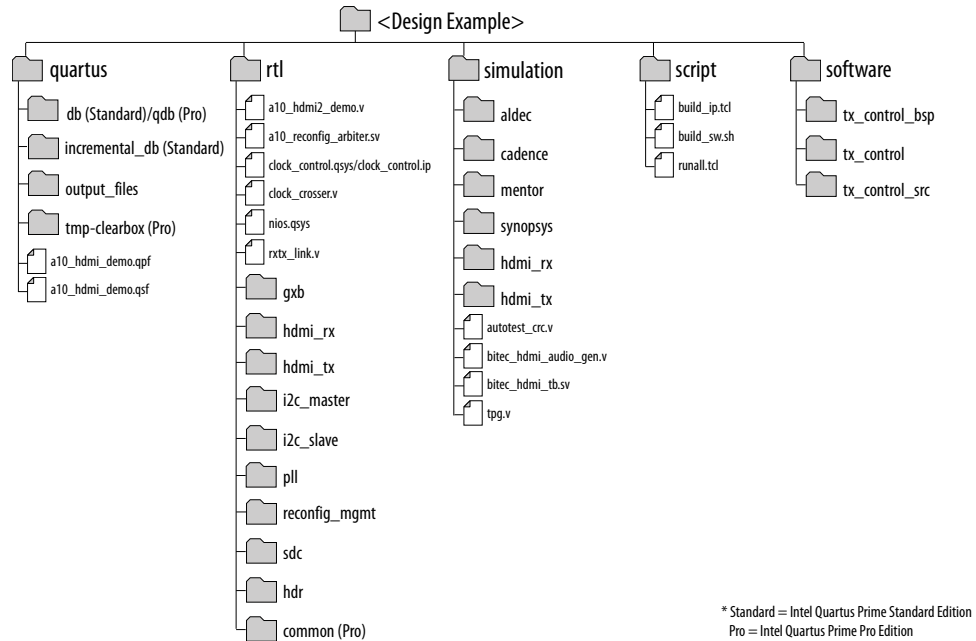 <Design Example>
quartus
db (Standard)/qdb (Pro)
incremental_db (Standard)
output_files
tmp-clearbox (Pro)
a10_hdmi_demo.qpf
a10_hdmi_demo.qsf
rtl
a10_hdmi2_demo.v
a10_reconfig_arbiter.sv
clock_control.qsys/clock_control.ip
clock_crosser.v
nios.qsys
rxtx_link.v
gxb
hdmi_rx
hdmi_tx
i2c_master
i2c_slave
pll
reconfig_mgmt
sdc
hdr
common (Pro)
simulation
aldec
cadence
mentor
synopsys
hdmi_rx
hdmi_tx
autotest_crc.v
bitec_hdmi_audio_gen.v
bitec_hdmi_tb.sv
tpg.v
script
build_ip.tcl
build_sw.sh
runall.tcl
software
tx_control_bsp
tx_control
tx_control_src
* Standard = Intel Quartus Prime Standard Edition
Pro = Intel Quartus Prime Pro Edition